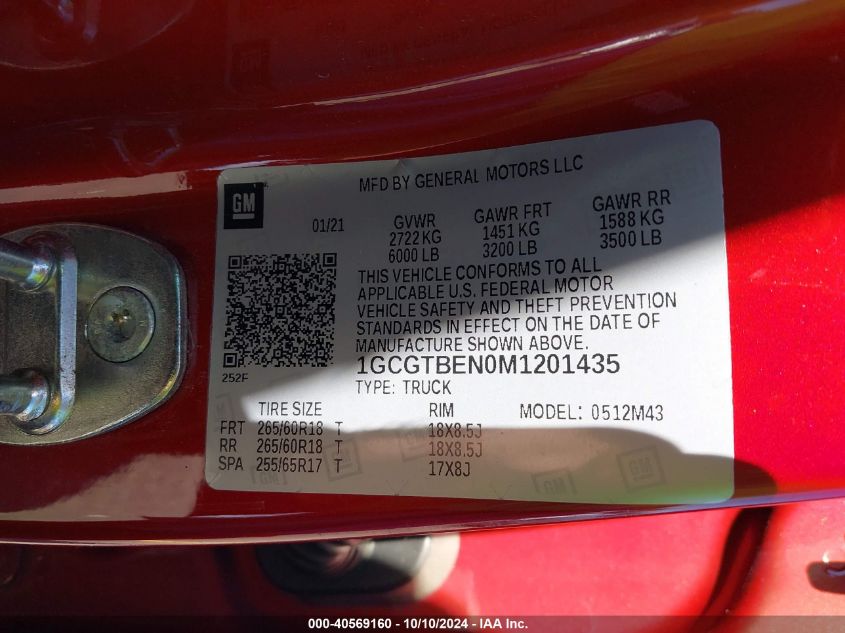 MFD BY GENERAL MOTORS LLC
GM
01/21
GVWR
2722 KG
6000 LB
GAWR FRT
1451 KG
3200 LB
GAWR RR
1588 KG
3500 LB
THIS VEHICLE CONFORMS TO ALL
APPLICABLE U.S. FEDERAL MOTOR
VEHICLE SAFETY AND THEFT PREVENTION
STANDARDS IN EFFECT ON THE DATE OF
MANUFACTURE SHOWN ABOVE.
252F
1GCGTBEN0M1201435
TYPE: TRUCK
TIRE SIZE RIM MODEL: 0512M43
FRT 265/60R18 T 18X8.5J
RR 265/60R18 T 18X8.5J
SPA 255/65R17 T 17X8J
GM
GM
000-40569160 - 10/10/2024 - IAA Inc.